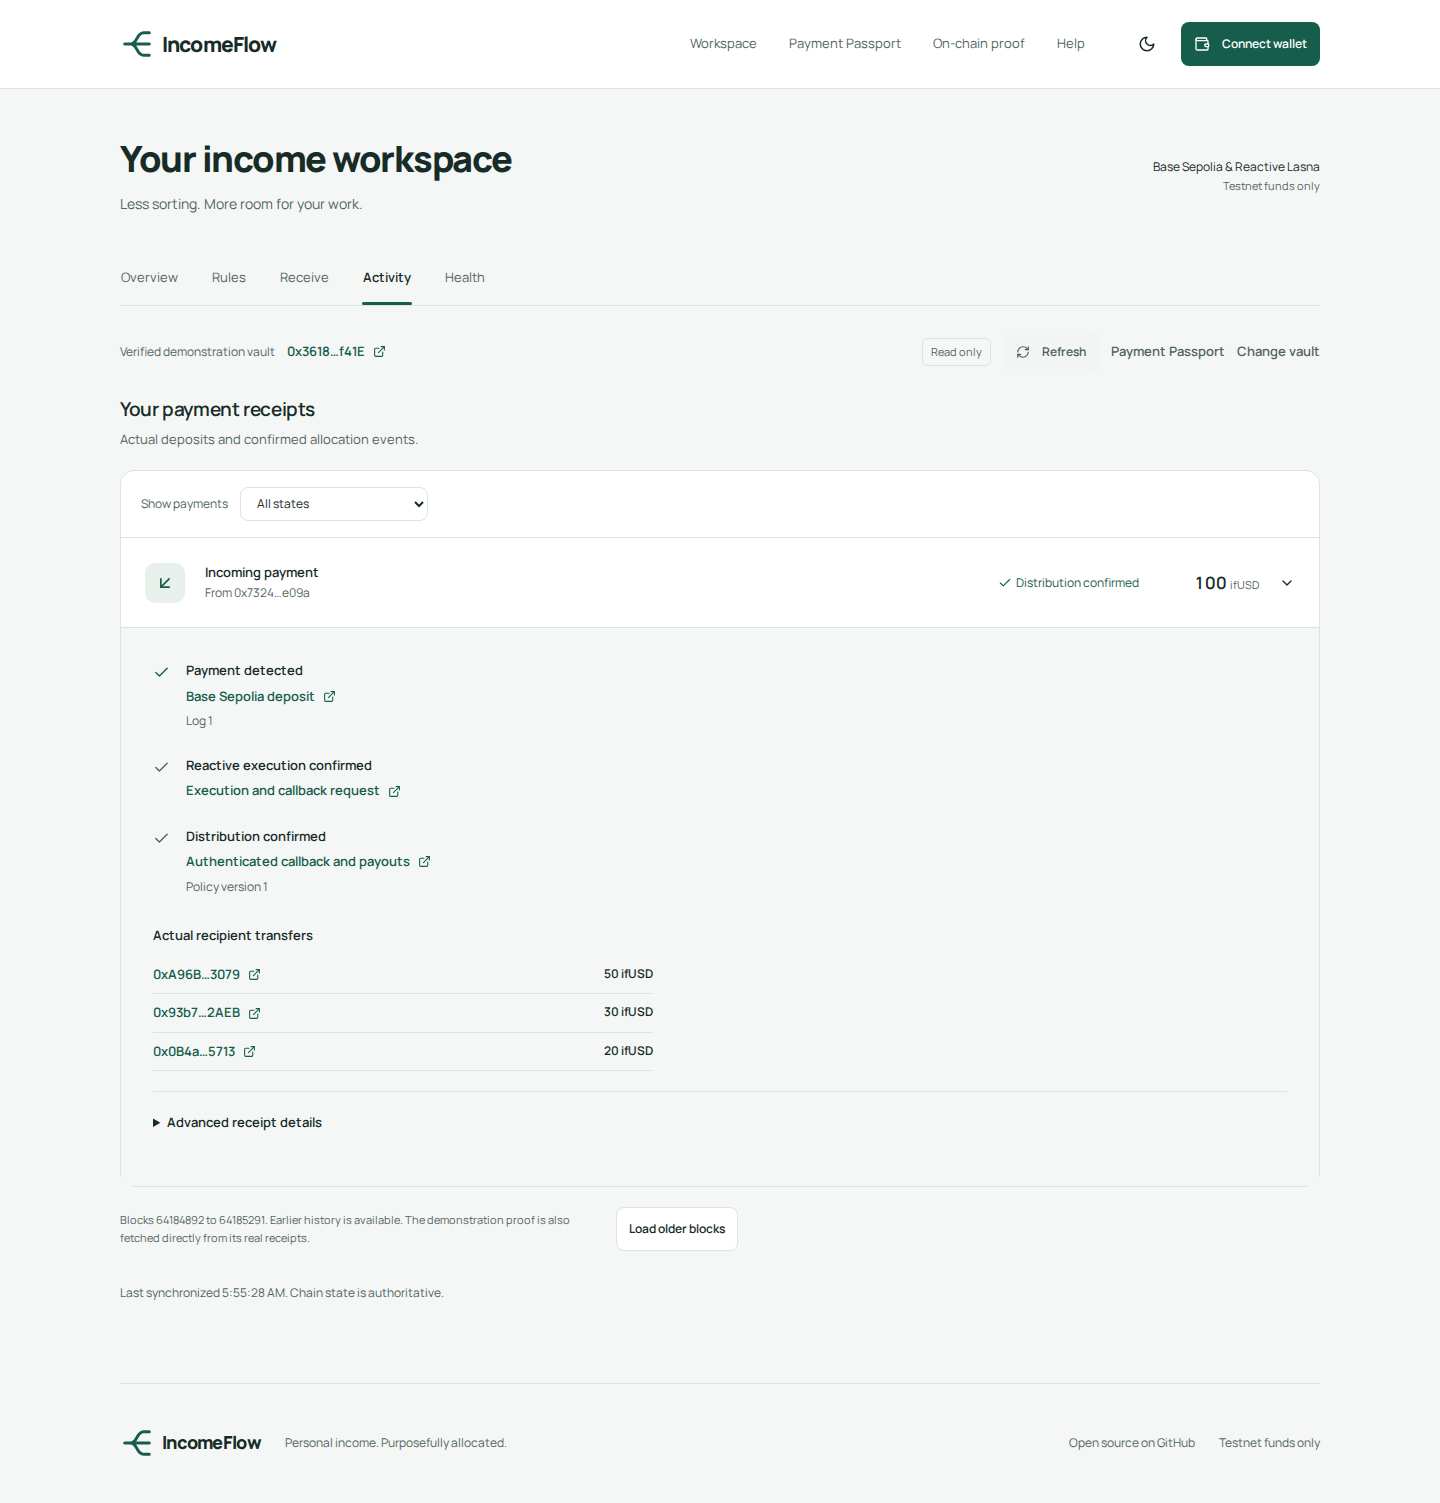 IncomeFlow
Workspace
Payment Passport
On-chain proof
Help
Connect wallet
Your income workspace
Less sorting. More room for your work.
Base Sepolia & Reactive Lasna
Testnet funds only
Overview
Rules
Receive
Activity
Health
Verified demonstration vault 0x3618...f41E
Read only
Refresh
Payment Passport
Change vault
Your payment receipts
Actual deposits and confirmed allocation events.
Show payments
All states
Incoming payment
From 0x7324...e09a
Distribution confirmed
100 ifUSD
Payment detected
Base Sepolia deposit
Log 1
Reactive execution confirmed
Execution and callback request
Distribution confirmed
Authenticated callback and payouts
Policy version 1
Actual recipient transfers
0xA96B...3079 50 ifUSD
0x93b7...2AEB 30 ifUSD
0x0B4a...5713 20 ifUSD
Advanced receipt details
Blocks 64184892 to 64185291. Earlier history is available. The demonstration proof is also
fetched directly from its real receipts.
Load older blocks
Last synchronized 5:55:28 AM. Chain state is authoritative.
IncomeFlow
Personal income. Purposefully allocated.
Open source on GitHub
Testnet funds only